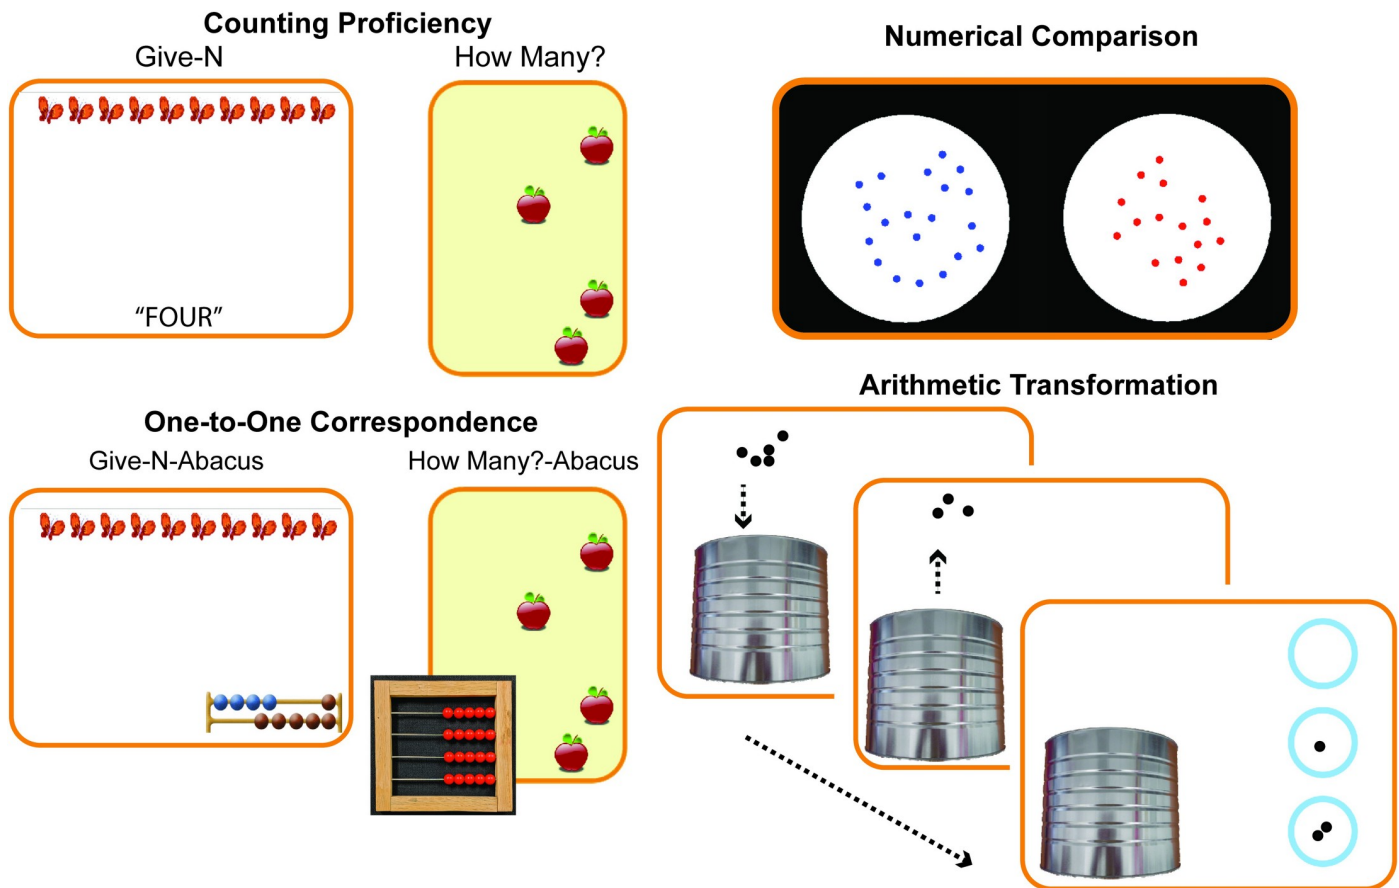 Counting Proficiency
Give-N
How Many?
"FOUR"
Numerical Comparison
One-to-One Correspondence
Give-N-Abacus
How Many?-Abacus
Arithmetic Transformation